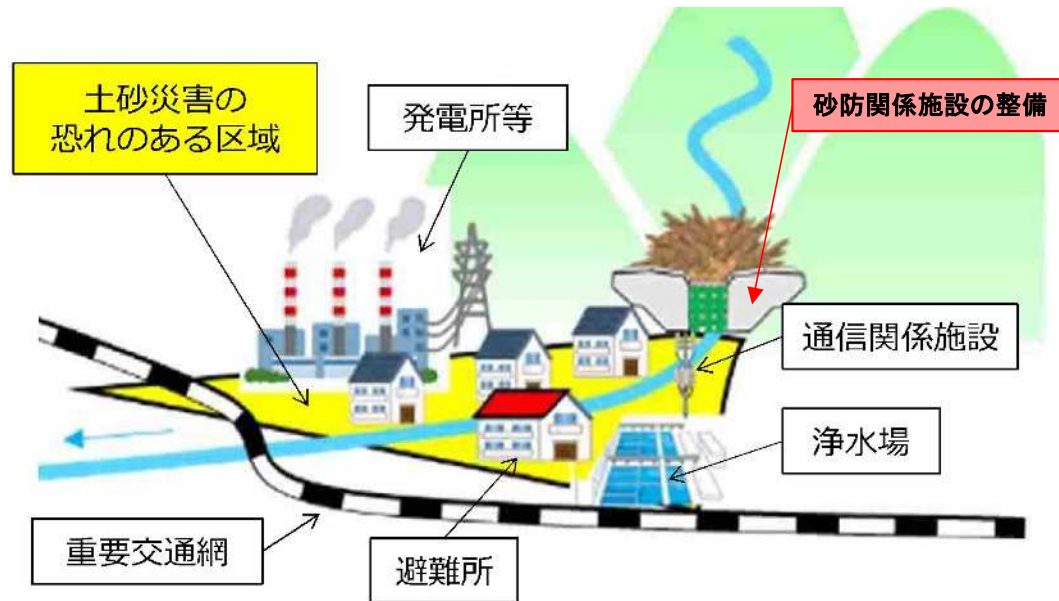 土砂災害の
恐れのある区域
発電所等
砂防関係施設の整備
通信関係施設
浄水場
重要交通網
避難所